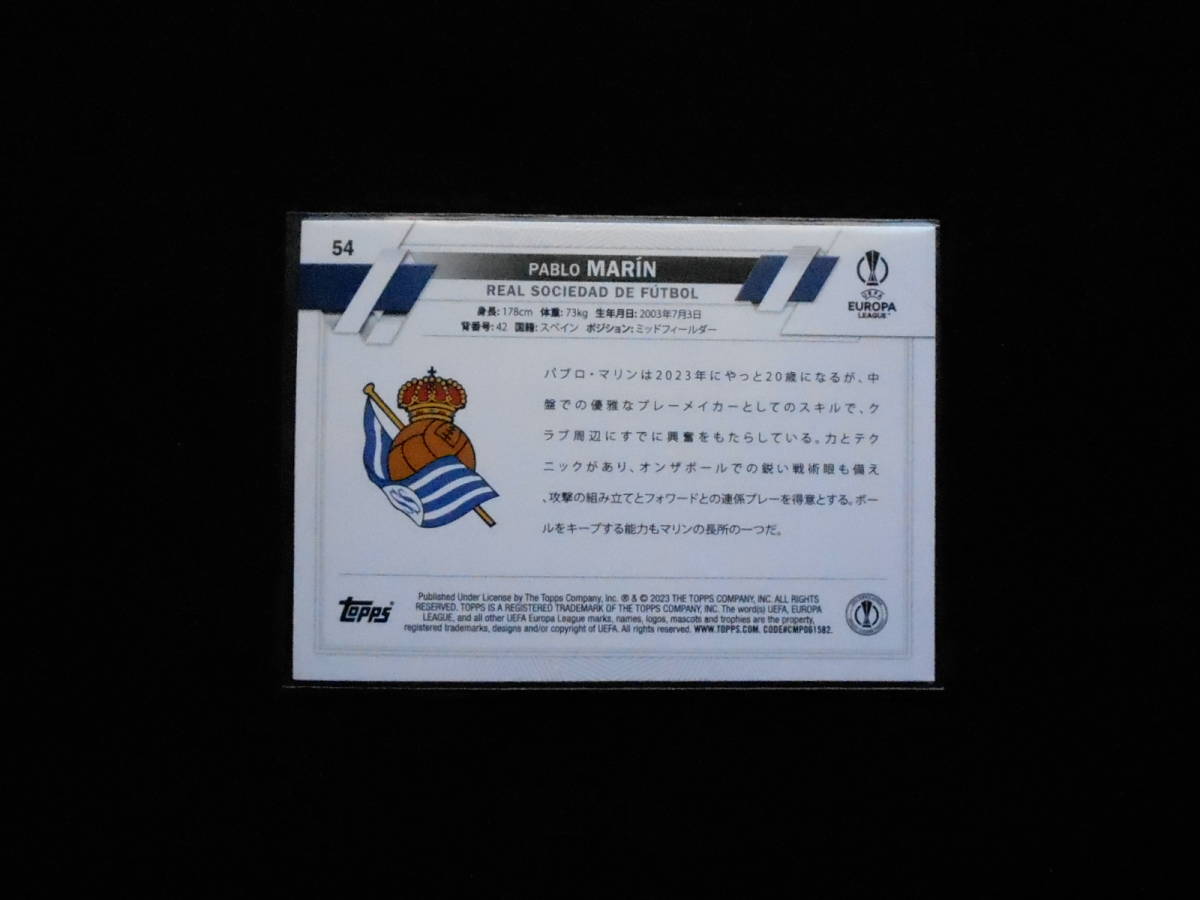 54
PABLO MARÍN
REAL SOCIEDAD DE FÚTBOL
身長: 178cm 体重: 73kg 生年月日: 2003年7月3日
背番号: 42 国籍: スペイン ポジション: ミッドフィールダー
UEFA
EUROPA
LEAGUE™
パブロ・マリンは2023年にやっと20歳になるが、中
盤での優雅なプレーメイカーとしてのスキルで、ク
ラブ周辺にすでに興奮をもたらしている。力とテク
ニックがあり、オンザボールでの鋭い戦術眼も備え
、攻撃の組み立てとフォワードとの連係プレーを得意とする。ボー
ルをキープする能力もマリンの長所の一つだ。
topps®
Published Under License by The Topps Company, Inc. ® & © 2023 THE TOPPS COMPANY, INC. ALL RIGHTS
RESERVED. TOPPS IS A REGISTERED TRADEMARK OF THE TOPPS COMPANY, INC. The word(s) UEFA, EUROPA
LEAGUE, and all other UEFA Europa League marks, names, logos, mascots and trophies are the property,
registered trademarks, designs and/or copyright of UEFA. All rights reserved. WWW.TOPPS.COM. CODE#CMP061582.